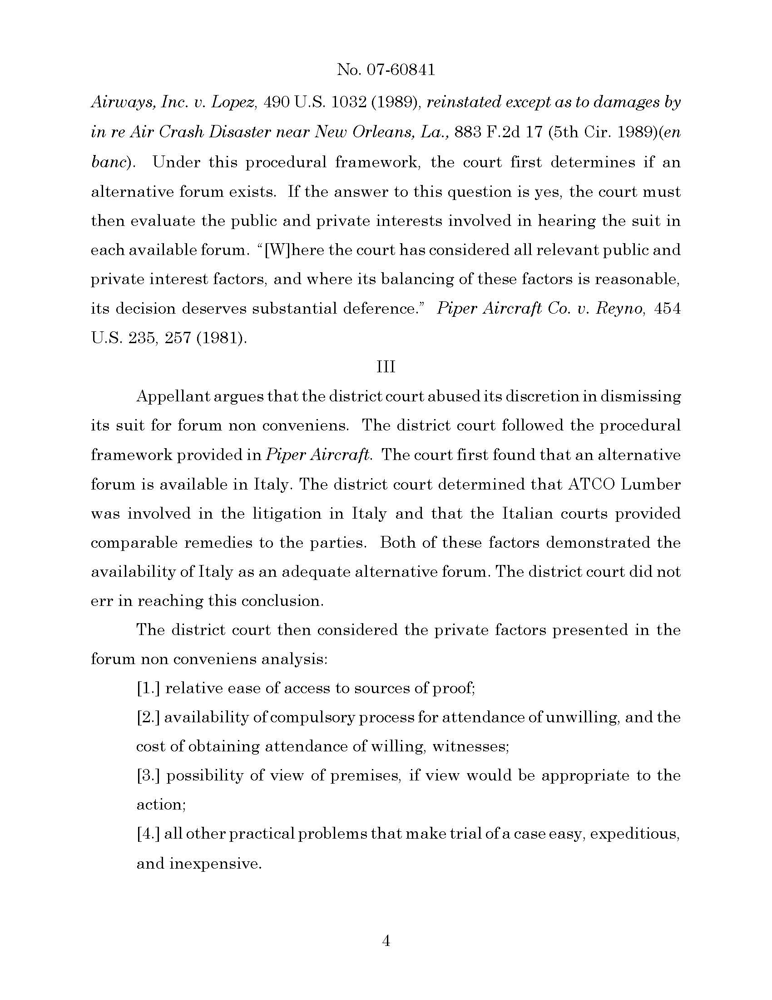 No. 07-60841
Airways, Inc. v. Lopez, 490 U.S. 1032 (1989), reinstated except as to damages by
in re Air Crash Disaster near New Orleans, La., 883 F.2d 17 (5th Cir. 1989)(en
banc). Under this procedural framework, the court first determines if an
alternative forum exists. If the answer to this question is yes, the court must
then evaluate the public and private interests involved in hearing the suit in
each available forum. “[W]here the court has considered all relevant public and
private interest factors, and where its balancing of these factors is reasonable,
its decision deserves substantial deference.” Piper Aircraft Co. v. Reyno, 454
U.S. 235, 257 (1981).
III
Appellant argues that the district court abused its discretion in dismissing
its suit for forum non conveniens. The district court followed the procedural
framework provided in Piper Aircraft. The court first found that an alternative
forum is available in Italy. The district court determined that ATCO Lumber
was involved in the litigation in Italy and that the Italian courts provided
comparable remedies to the parties. Both of these factors demonstrated the
availability of Italy as an adequate alternative forum. The district court did not
err in reaching this conclusion.
The district court then considered the private factors presented in the
forum non conveniens analysis:
[1.] relative ease of access to sources of proof;
[2.] availability of compulsory process for attendance of unwilling, and the
cost of obtaining attendance of willing, witnesses;
[3.] possibility of view of premises, if view would be appropriate to the
action;
[4.] all other practical problems that make trial of a case easy, expeditious,
and inexpensive.
4